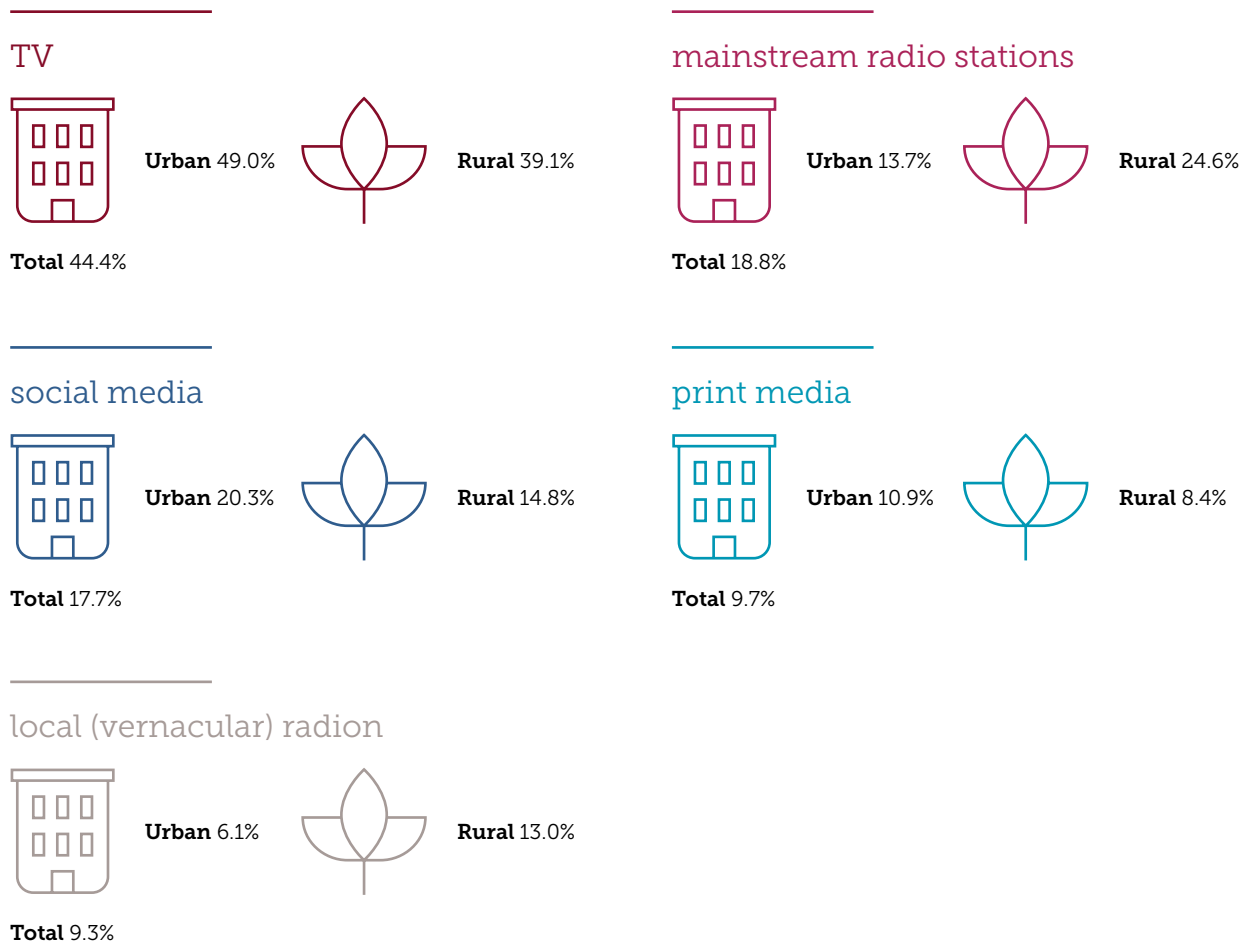 TV
Urban 49.0%
Rural 39.1%
Total 44.4%
mainstream radio stations
Urban 13.7%
Rural 24.6%
Total 18.8%
social media
Urban 20.3%
Rural 14.8%
Total 17.7%
print media
Urban 10.9%
Rural 8.4%
Total 9.7%
local (vernacular) radion
Urban 6.1%
Rural 13.0%
Total 9.3%